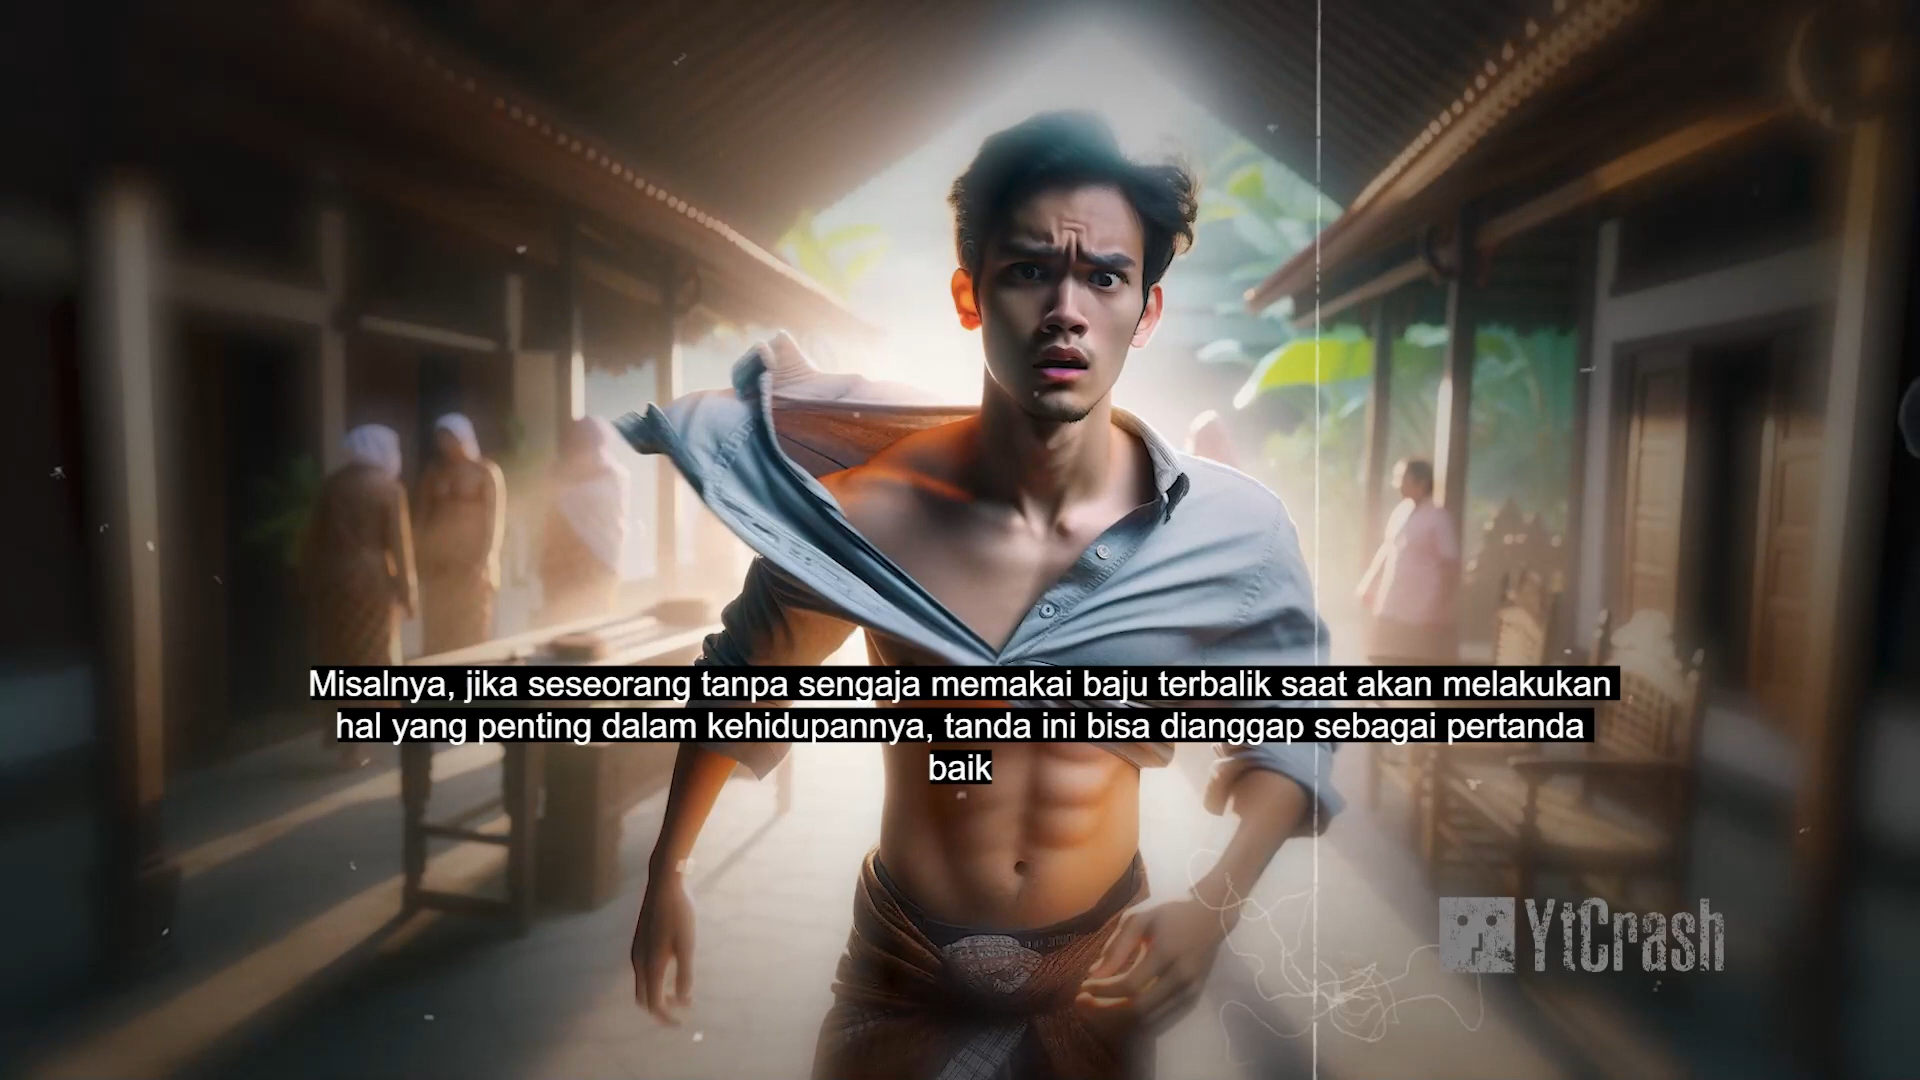 Misalnya, jika seseorang tanpa sengaja memakai baju terbalik saat akan melakukan
hal yang penting dalam kehidupannya, tanda ini bisa dianggap sebagai pertanda
baik
YtCrash